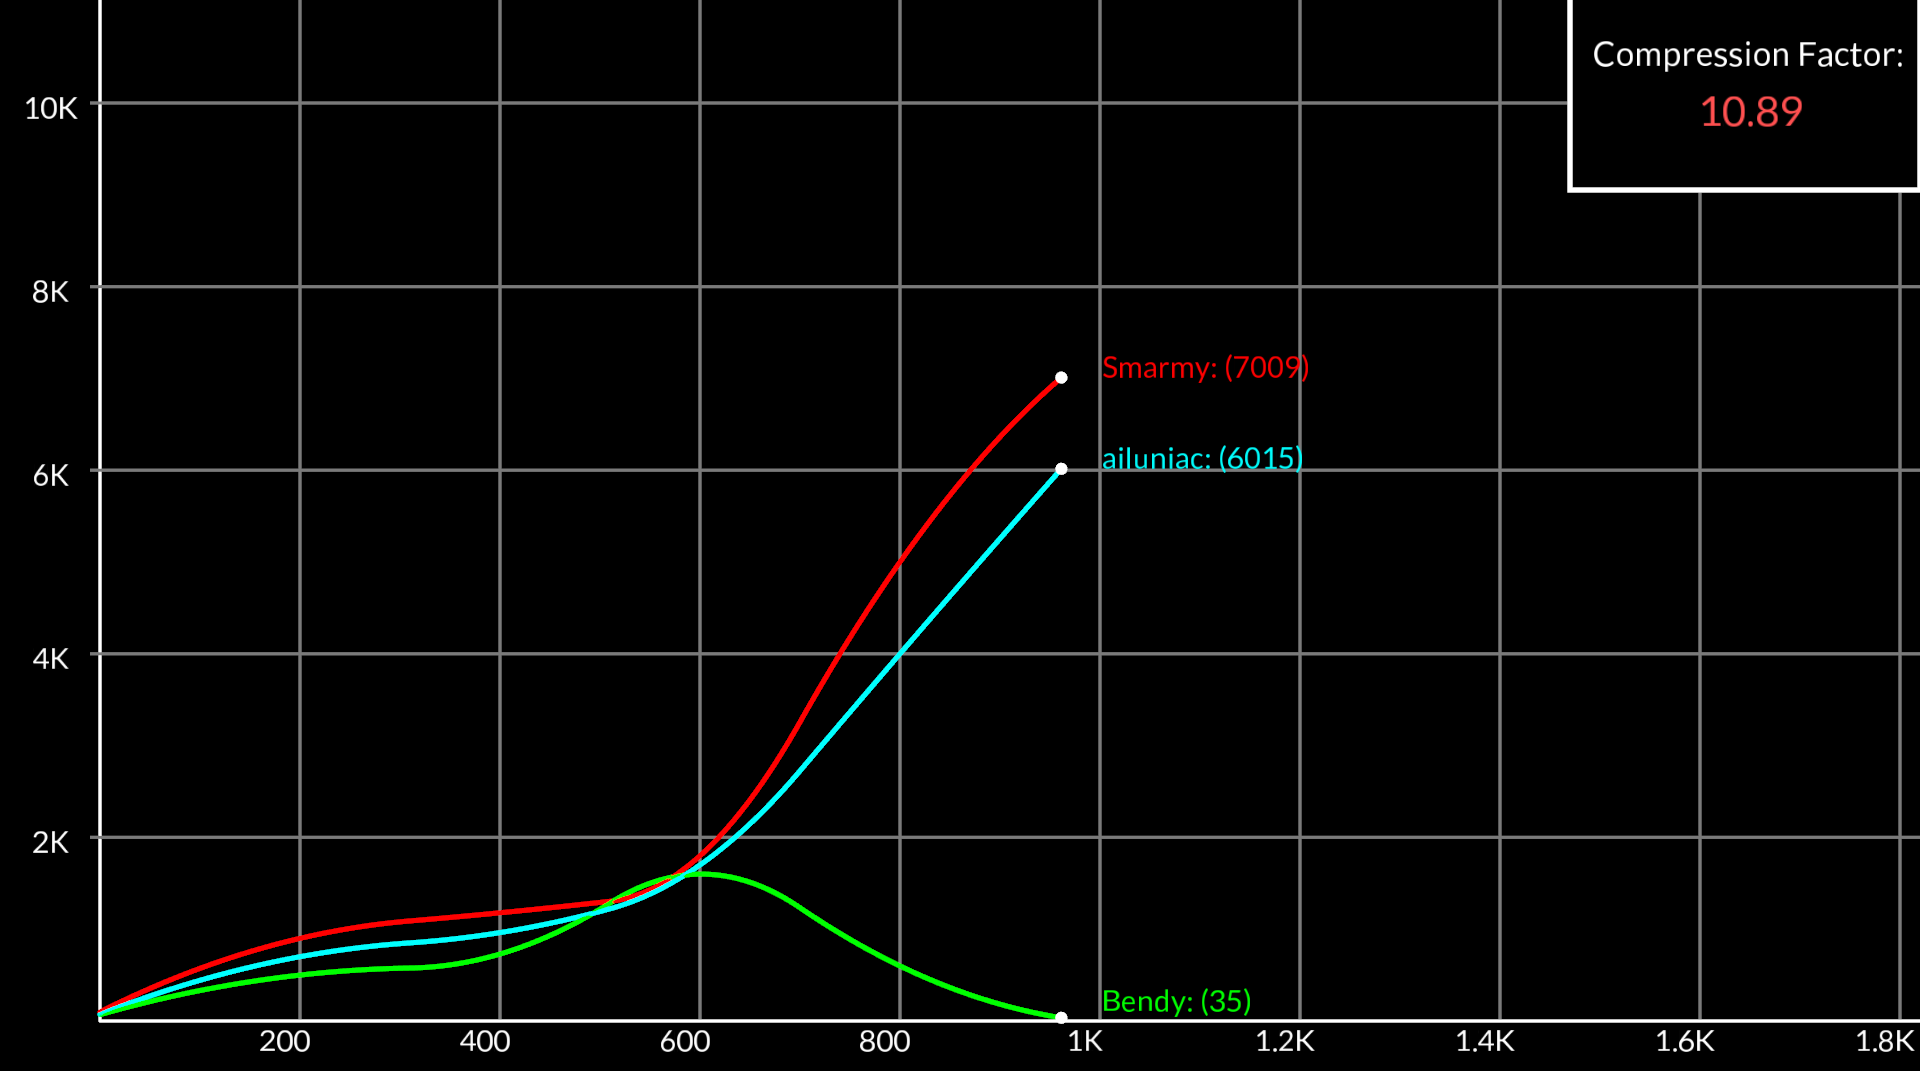 Compression Factor:
10.89
10K
8K
6K
4K
2K
Smarmy: (7009)
ailuniac: (6015)
Bendy: (35)
200 400 600 800 1K 1.2K 1.4K 1.6K 1.8K